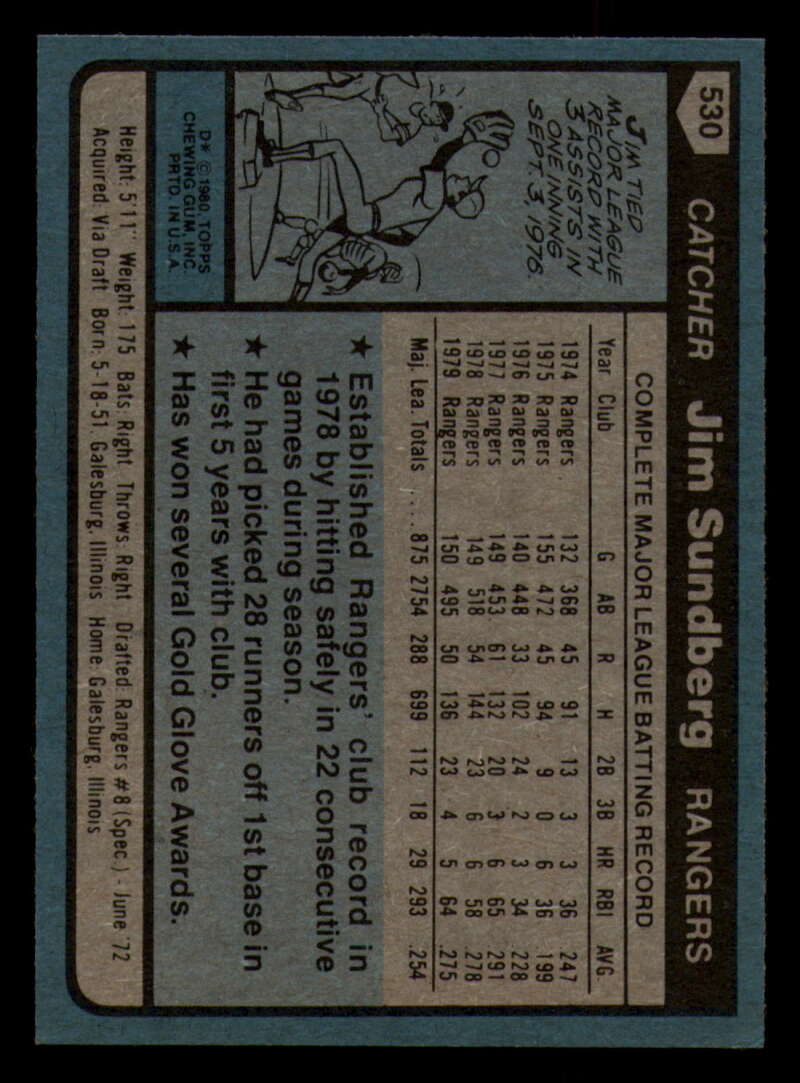 530 CATCHER Jim Sundberg RANGERS
JIM TIED
MAJOR LEAGUE
RECORD WITH
3 ASSISTS IN
ONE INNING
SEPT. 3, 1976.
D* © 1980 TOPPS
CHEWING GUM, INC.
PRTD. IN U.S.A.
COMPLETE MAJOR LEAGUE BATTING RECORD
Year Club G AB R H 2B 3B HR RBI AVG.
1974 Rangers 132 368 45 91 13 3 3 36 .247
1975 Rangers 155 472 45 94 9 0 6 36 .199
1976 Rangers 140 448 33 102 24 2 3 34 .228
1977 Rangers 149 453 61 132 20 3 6 65 .291
1978 Rangers 149 518 54 144 23 6 6 58 .278
1979 Rangers 150 495 50 136 23 4 5 64 .275
Maj. Lea. Totals .... 875 2754 288 699 112 18 29 293 .254
★ Established Rangers' club record in
1978 by hitting safely in 22 consecutive
games during season.
★ He had picked 28 runners off 1st base in
first 5 years with club.
★ Has won several Gold Glove Awards.
Height: 5'11" Weight: 175 Bats: Right Throws: Right Drafted: Rangers #8 (Spec.) - June '72
Acquired: Via Draft Born: 5-18-51, Galesburg, Illinois Home: Galesburg, Illinois